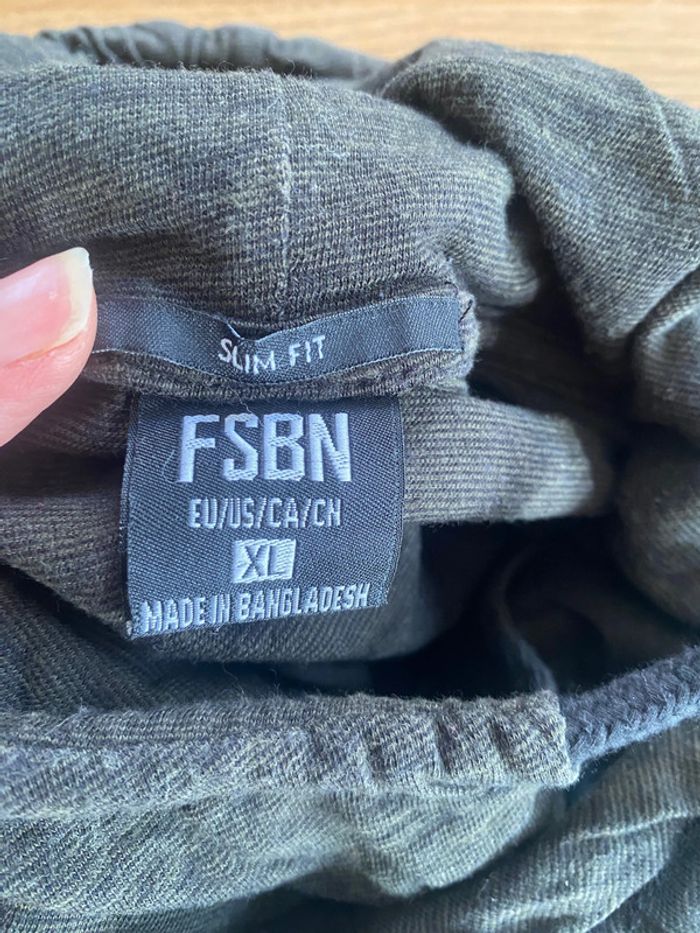 SLIM FIT
FSBN
EU/US/CA/CN
XL
MADE IN BANGLADESH